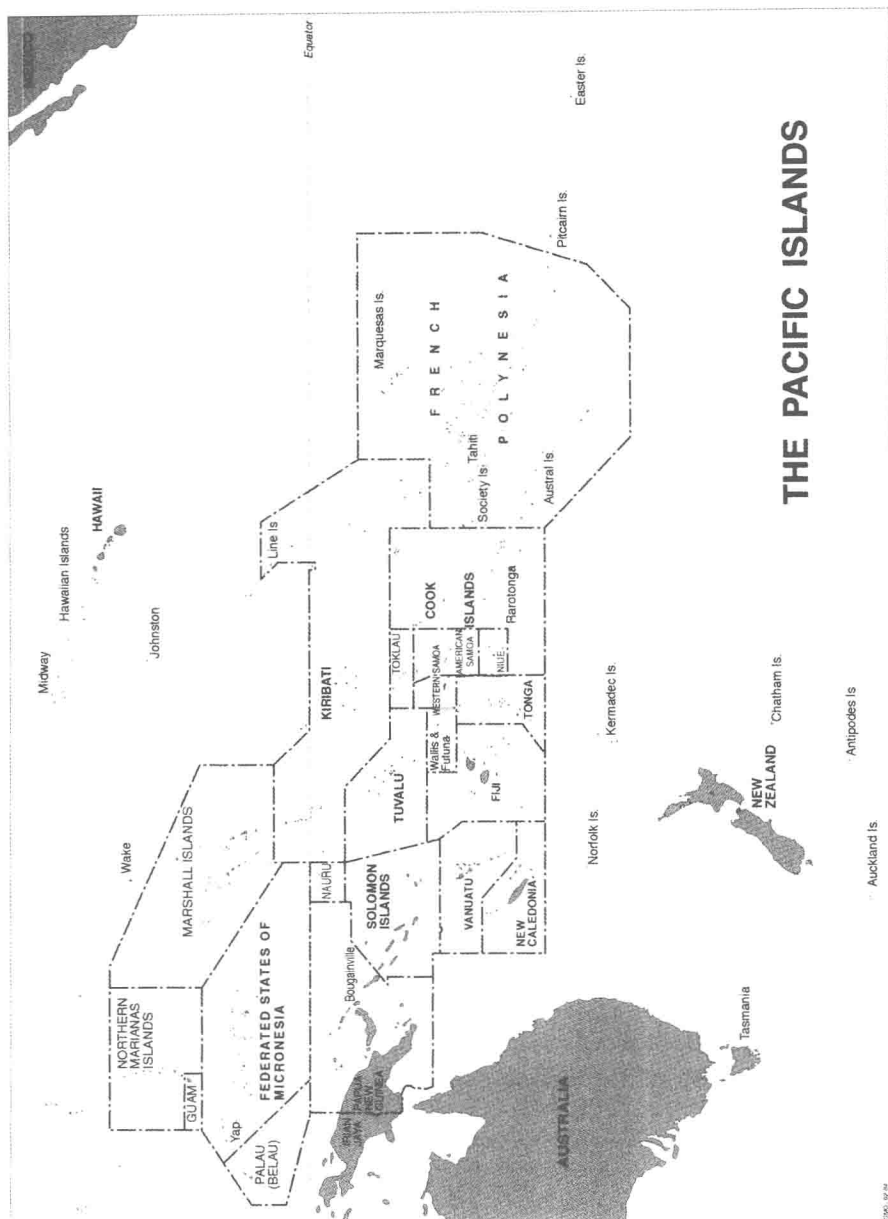 MEXICO
Equator
Midway
Hawaiian Islands
HAWAII
Johnston
Wake
NORTHERN
MARIANAS
ISLANDS
GUAM
MARSHALL ISLANDS
Yap
PALAU
(BELAU)
FEDERATED STATES OF
MICRONESIA
KIRIBATI
Line Is
NAURU
IRIAN
JAYA
PAPUA
NEW
GUINEA
Bougainville
SOLOMON
ISLANDS
TUVALU
TOKLAU
Wallis &
Futuna
WESTERN SAMOA
AMERICAN
SAMOA
COOK
ISLANDS
NIUE
Rarotonga
Marquesas Is.
FRENCH
POLYNESIA
Society Is.
Tahiti
Austral Is.
Pitcairn Is.
Easter Is.
VANUATU
NEW
CALEDONIA
FIJI
TONGA
AUSTRALIA
Norfolk Is.
Kermadec Is.
NEW
ZEALAND
Chatham Is.
Tasmania
Auckland Is.
Antipodes Is
THE PACIFIC ISLANDS